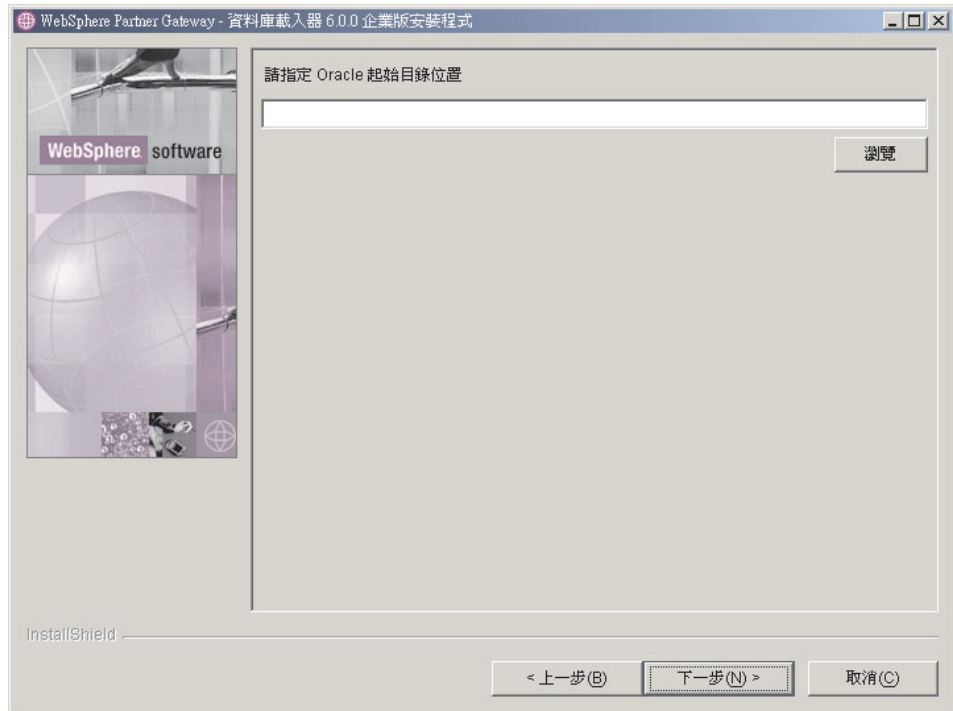 WebSphere Partner Gateway - 資料庫載入器 6.0.0 企業版安裝程式
WebSphere software
請指定 Oracle 起始目錄位置
瀏覽
InstallShield
< 上一步(B)
下一步(N) >
取消(C)